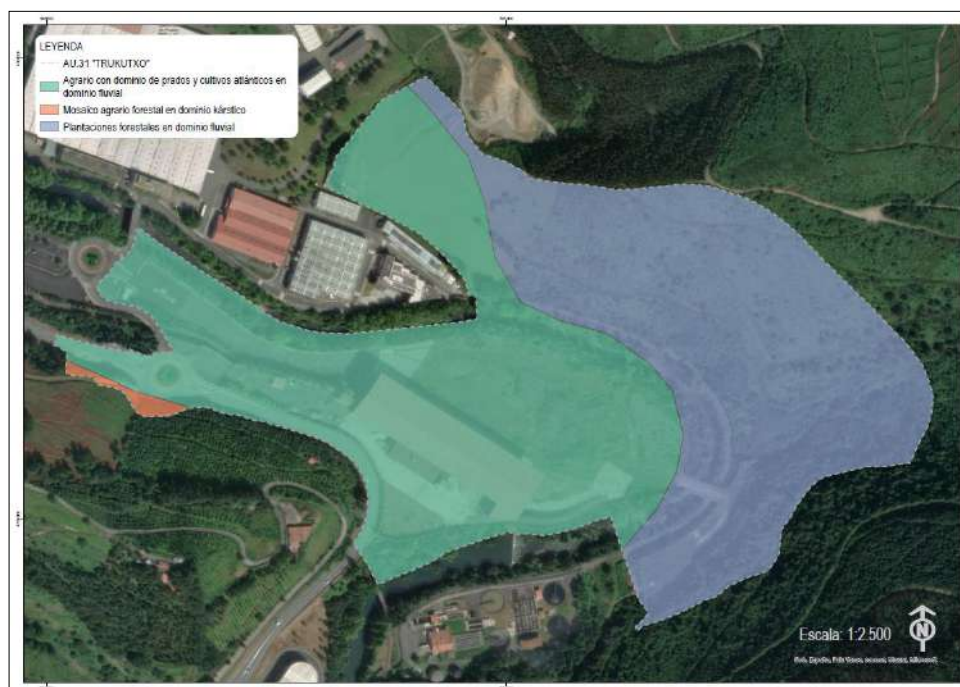 LEYENDA
AU.31 "TRUKUTXO"
Agrario con dominio de prados y cultivos atlánticos en
dominio fluvial
Mosaico agrario forestal en dominio kárstico
Plantaciones forestales en dominio fluvial
Escala: 1:2.500
N
Microsoft